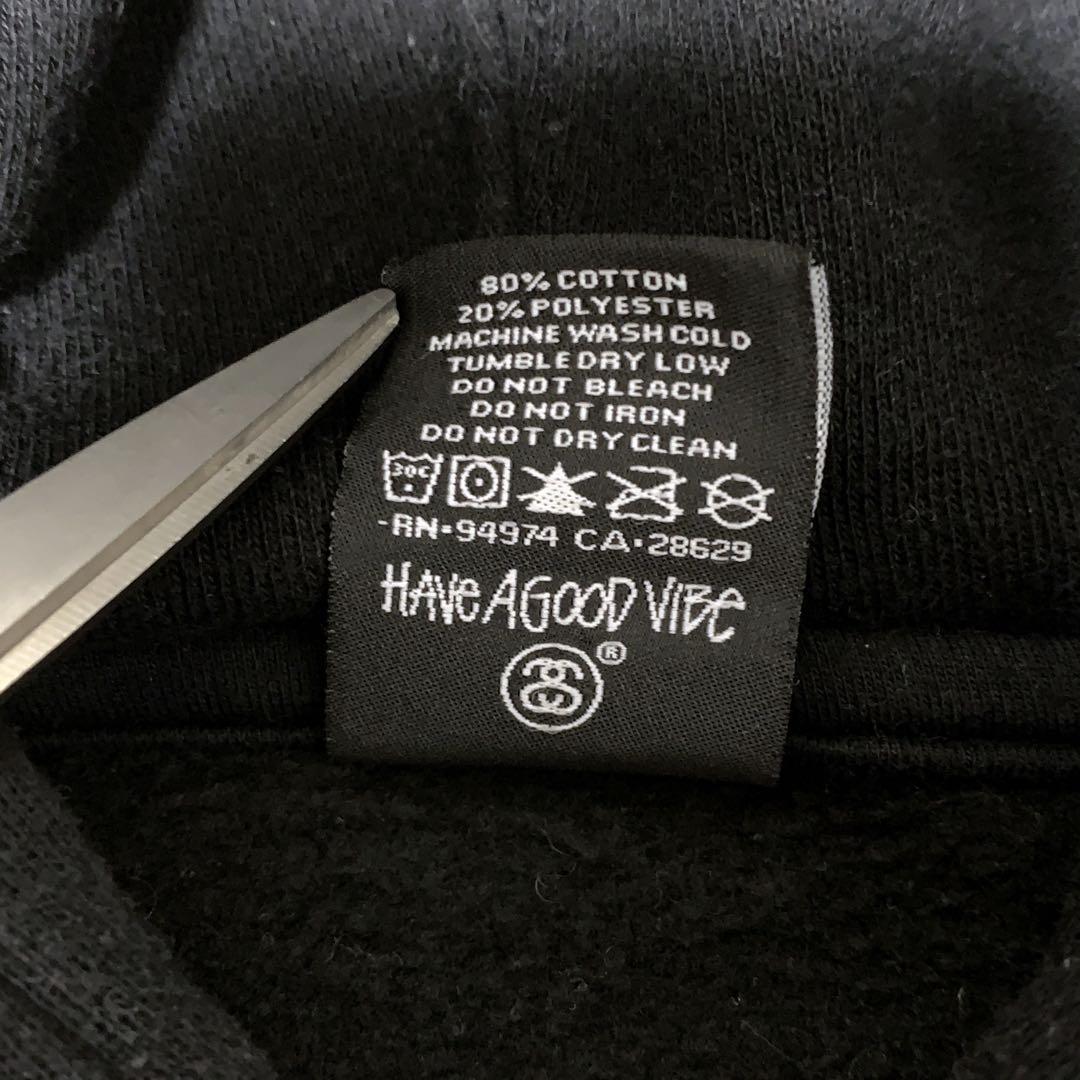 80% COTTON
20% POLYESTER
MACHINE WASH COLD
TUMBLE DRY LOW
DO NOT BLEACH
DO NOT IRON
DO NOT DRY CLEAN
30C
-RN•94974 CA•28629
HAVE A GOOD VIBE
®